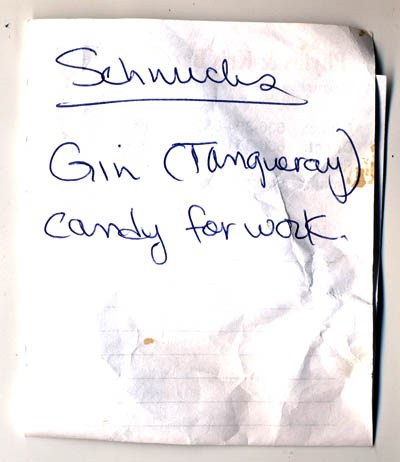 Schnucks
Gin (Tanqueray)
candy for work.